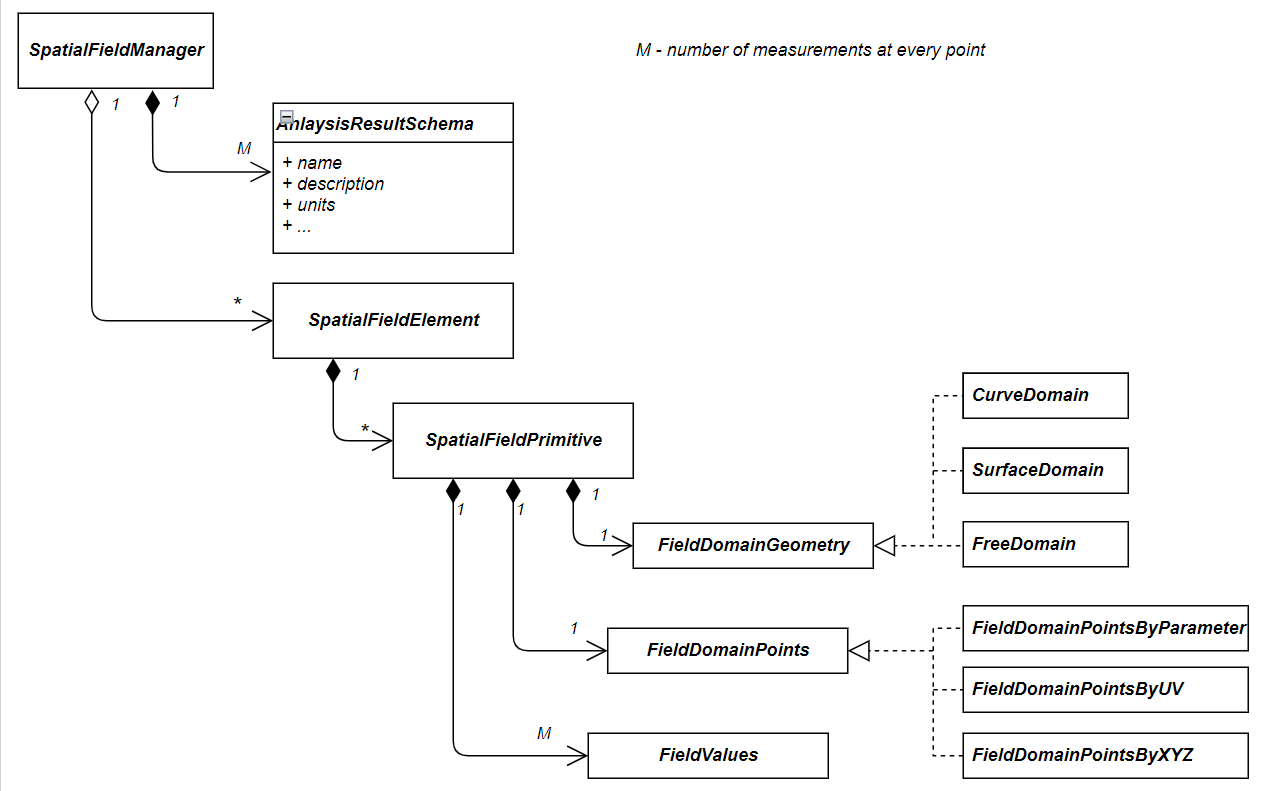 SpatialFieldManager
M - number of measurements at every point
1
1
AnlaysisResultSchema
M
+ name
+ description
+ units
+ ...
*
SpatialFieldElement
1
CurveDomain
*
SpatialFieldPrimitive
SurfaceDomain
1
1
1
1
FieldDomainGeometry
FreeDomain
1
FieldDomainPoints
FieldDomainPointsByParameter
FieldDomainPointsByUV
M
FieldValues
FieldDomainPointsByXYZ